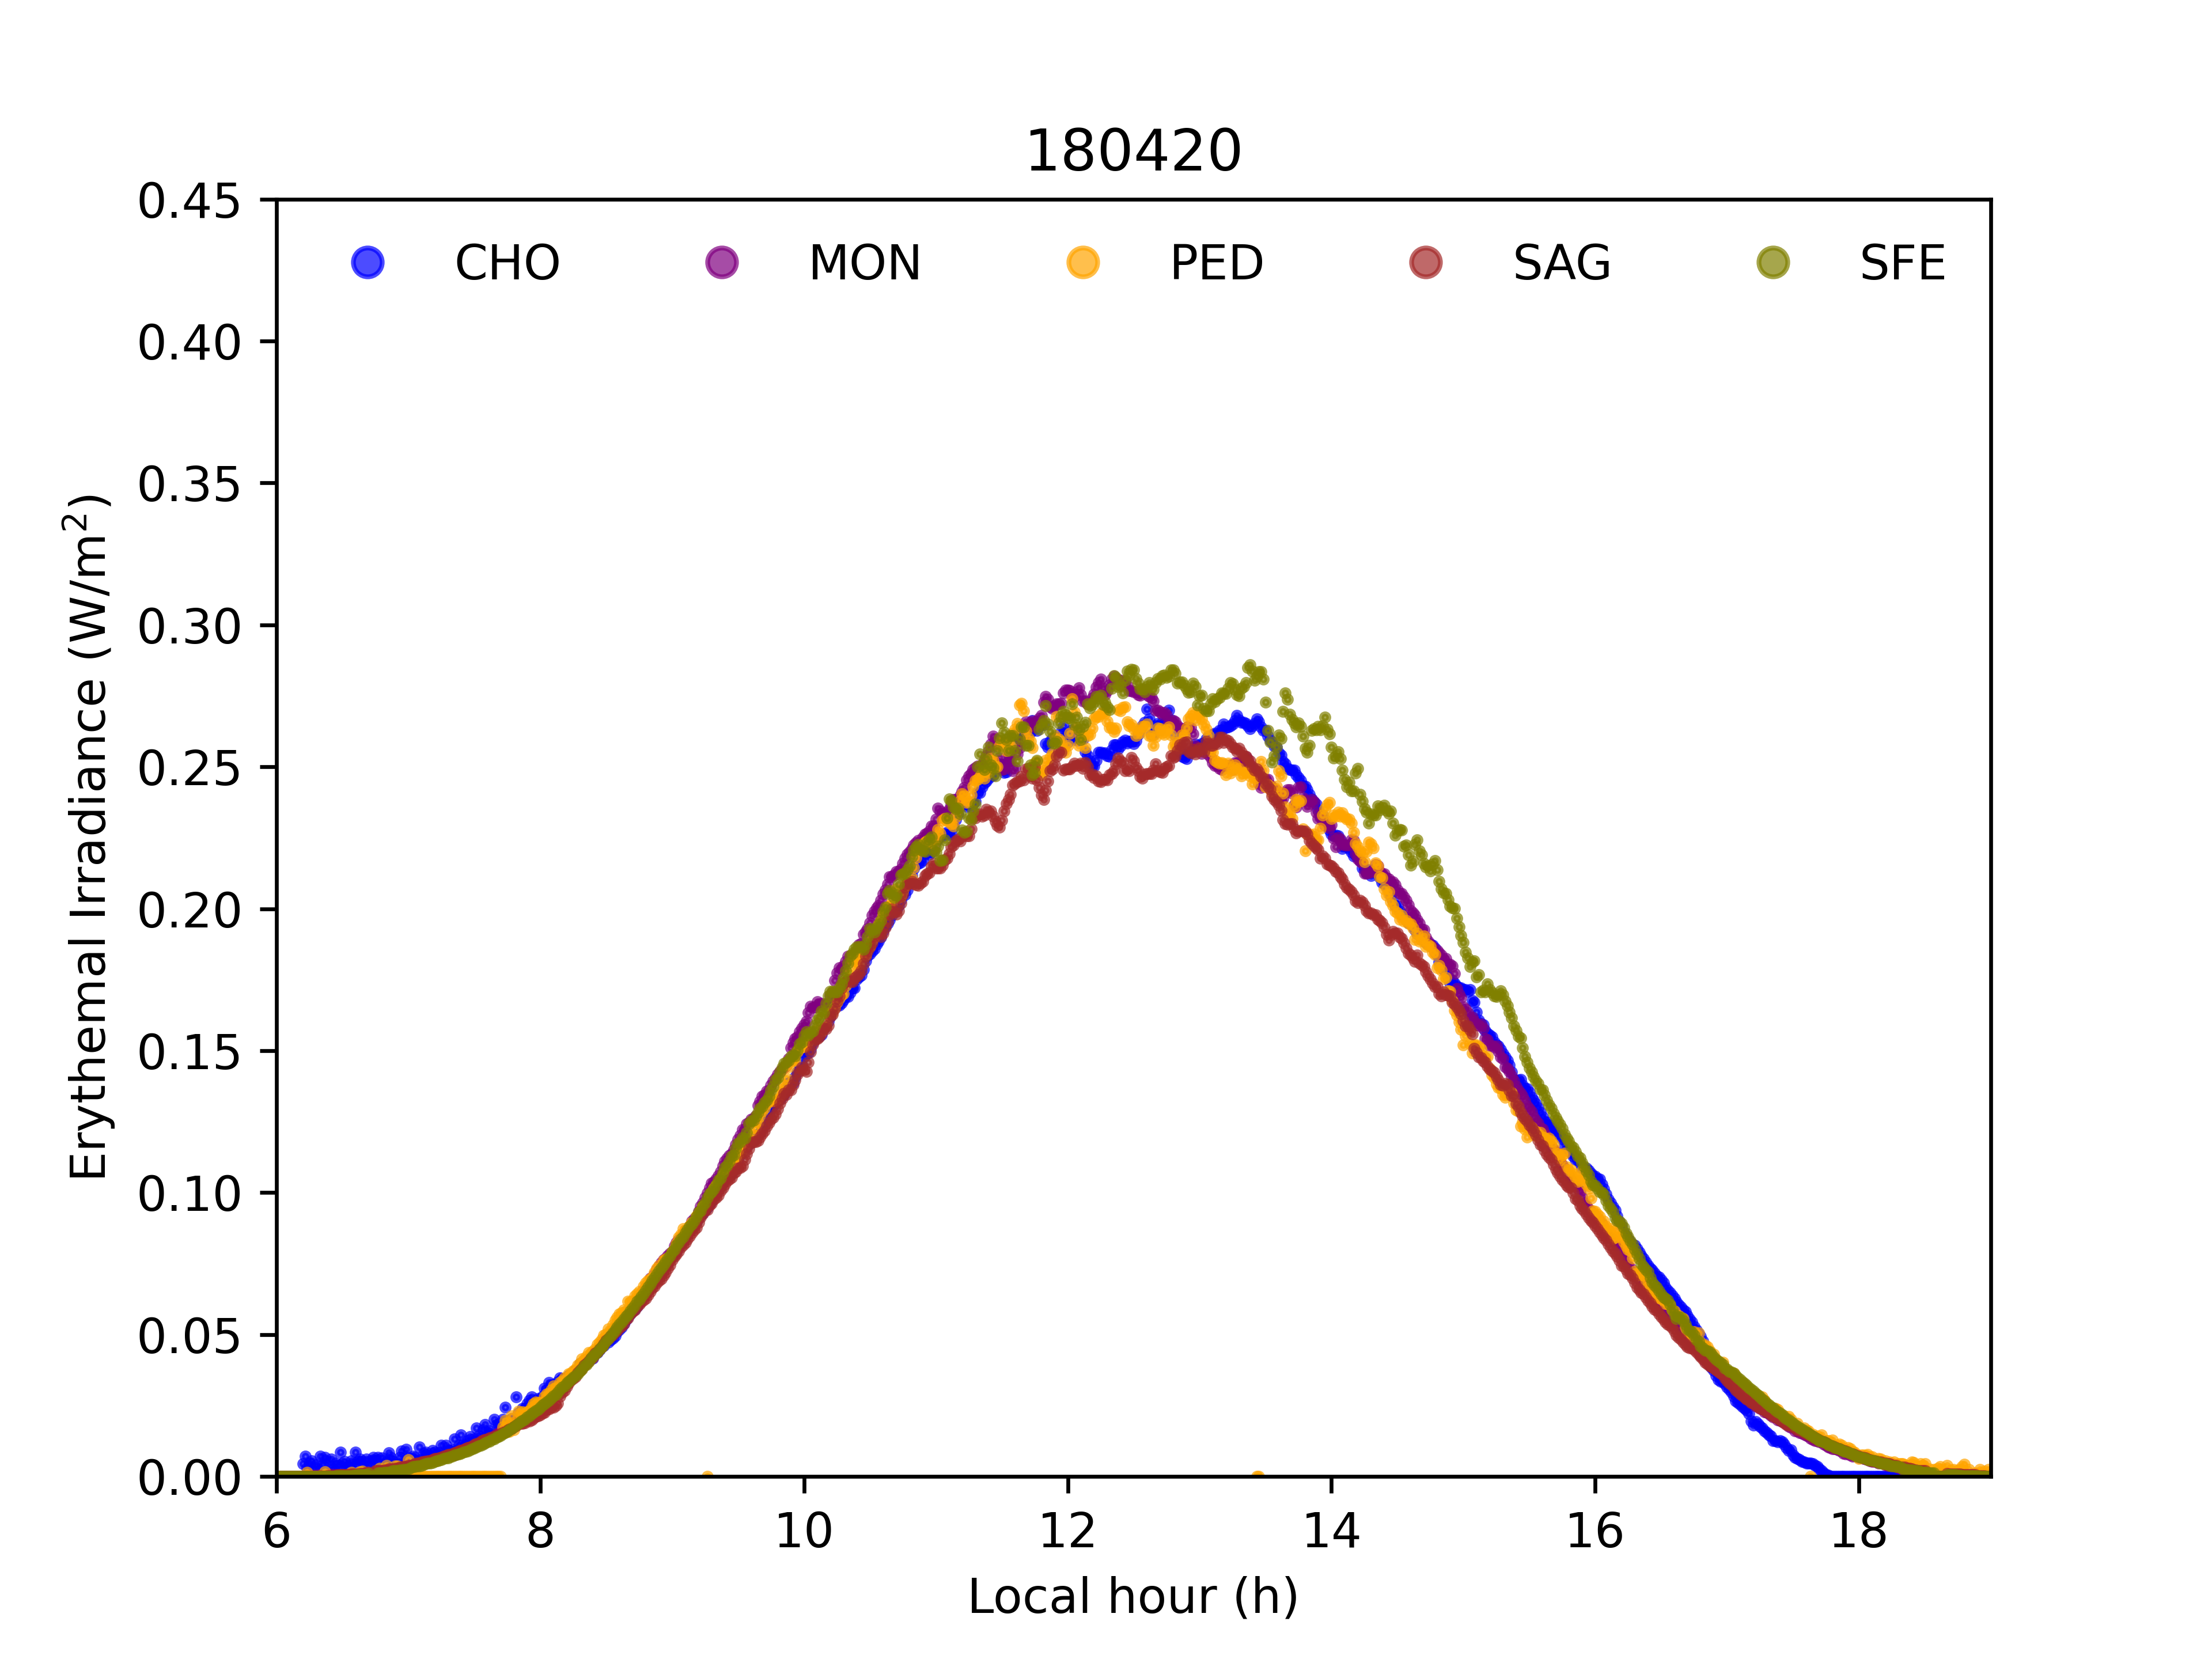 180420
CHO MON PED SAG SFE
0.45
0.40
0.35
0.30
0.25
0.20
0.15
0.10
0.05
0.00
Erythemal Irradiance (W/m²)
6 8 10 12 14 16 18
Local hour (h)